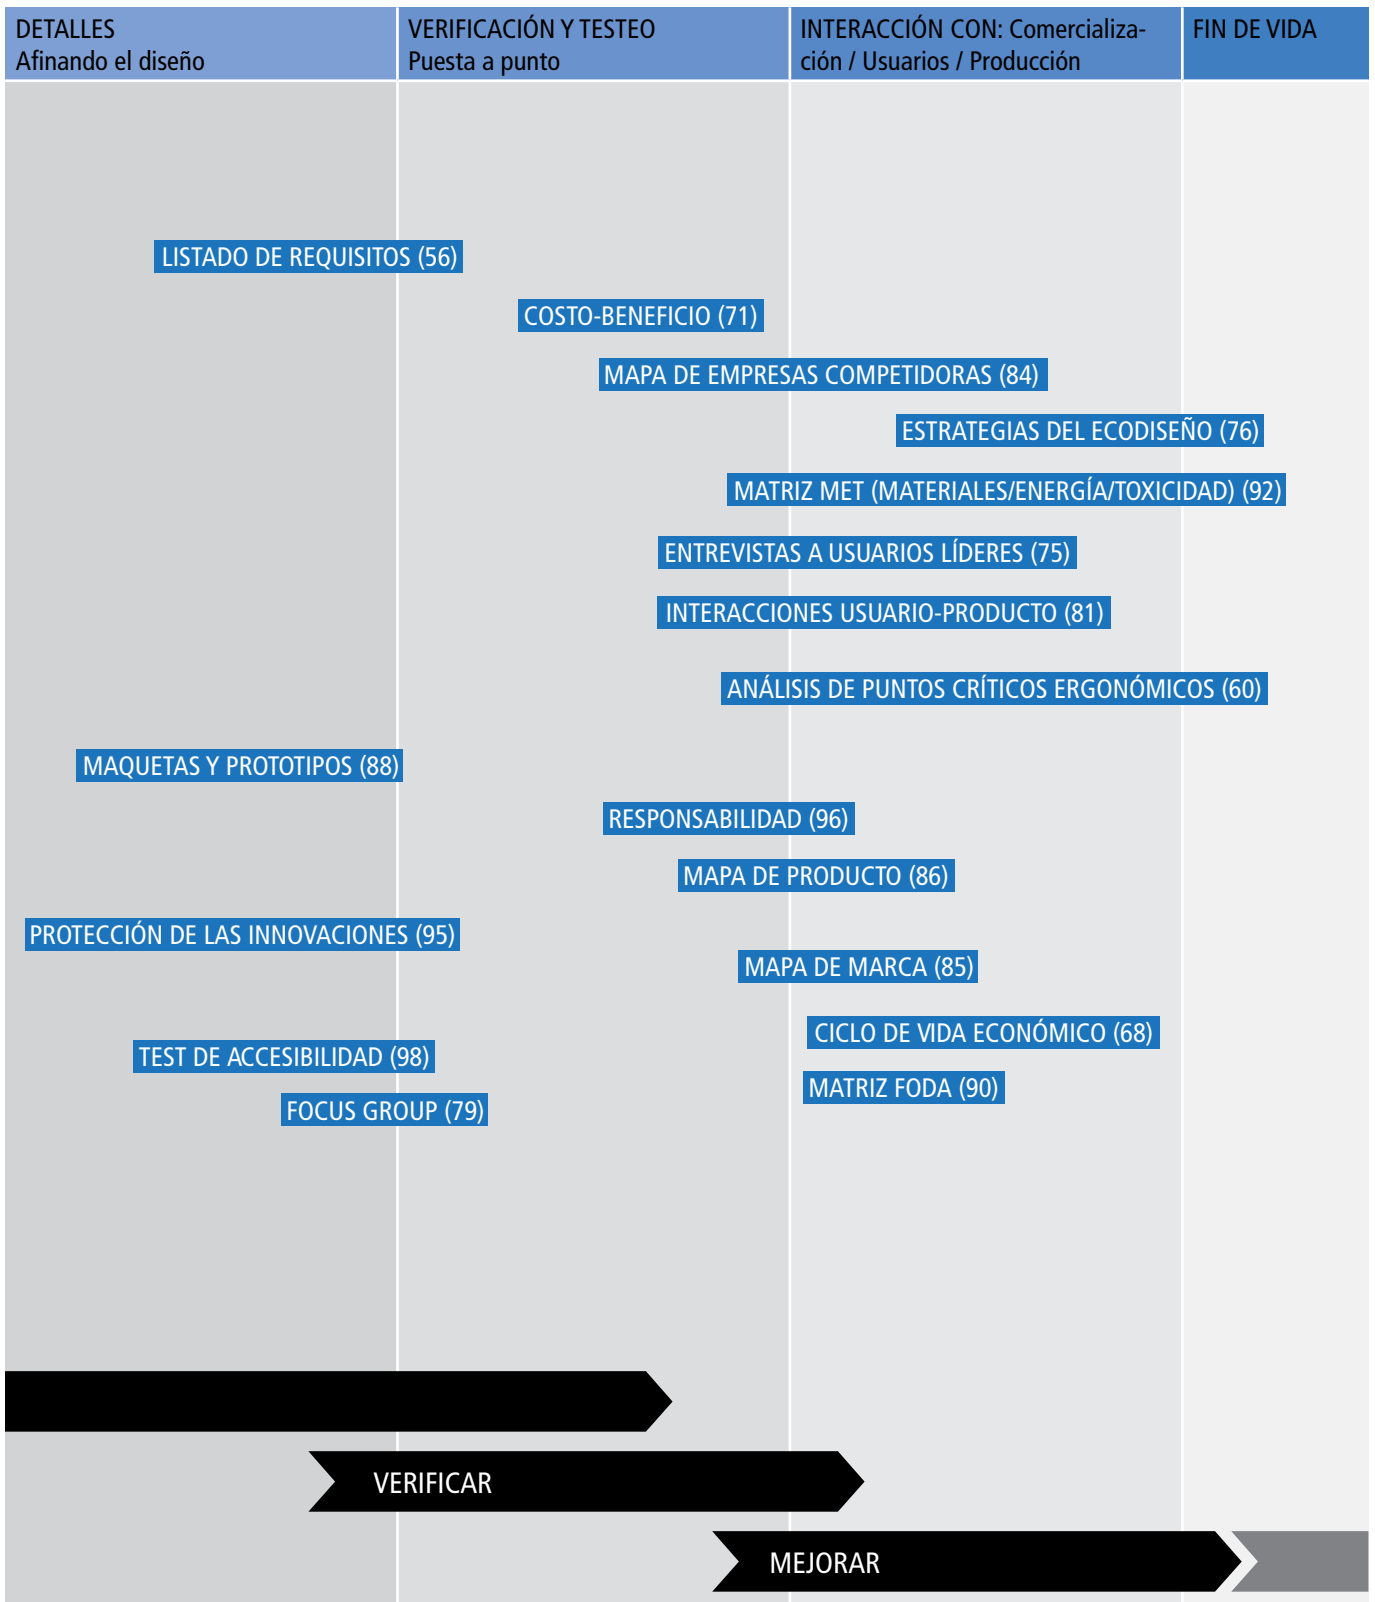 DETALLES
Afinando el diseño
VERIFICACIÓN Y TESTEO
Puesta a punto
INTERACCIÓN CON: Comercializa-
ción / Usuarios / Producción
FIN DE VIDA
LISTADO DE REQUISITOS (56)
COSTO-BENEFICIO (71)
MAPA DE EMPRESAS COMPETIDORAS (84)
ESTRATEGIAS DEL ECODISEÑO (76)
MATRIZ MET (MATERIALES/ENERGÍA/TOXICIDAD) (92)
ENTREVISTAS A USUARIOS LÍDERES (75)
INTERACCIONES USUARIO-PRODUCTO (81)
ANÁLISIS DE PUNTOS CRÍTICOS ERGONÓMICOS (60)
MAQUETAS Y PROTOTIPOS (88)
RESPONSABILIDAD (96)
MAPA DE PRODUCTO (86)
PROTECCIÓN DE LAS INNOVACIONES (95)
MAPA DE MARCA (85)
CICLO DE VIDA ECONÓMICO (68)
TEST DE ACCESIBILIDAD (98)
MATRIZ FODA (90)
FOCUS GROUP (79)
VERIFICAR
MEJORAR